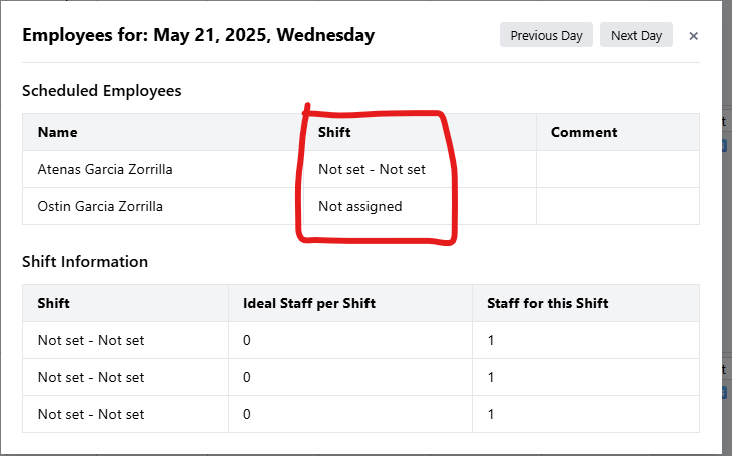 Employees for: May 21, 2025, Wednesday Previous Day Next Day ×
Scheduled Employees
Name Shift Comment
Atenas Garcia Zorrilla Not set - Not set
Ostin Garcia Zorrilla Not assigned
Shift Information
Shift Ideal Staff per Shift Staff for this Shift
Not set - Not set 0 1
Not set - Not set 0 1
Not set - Not set 0 1